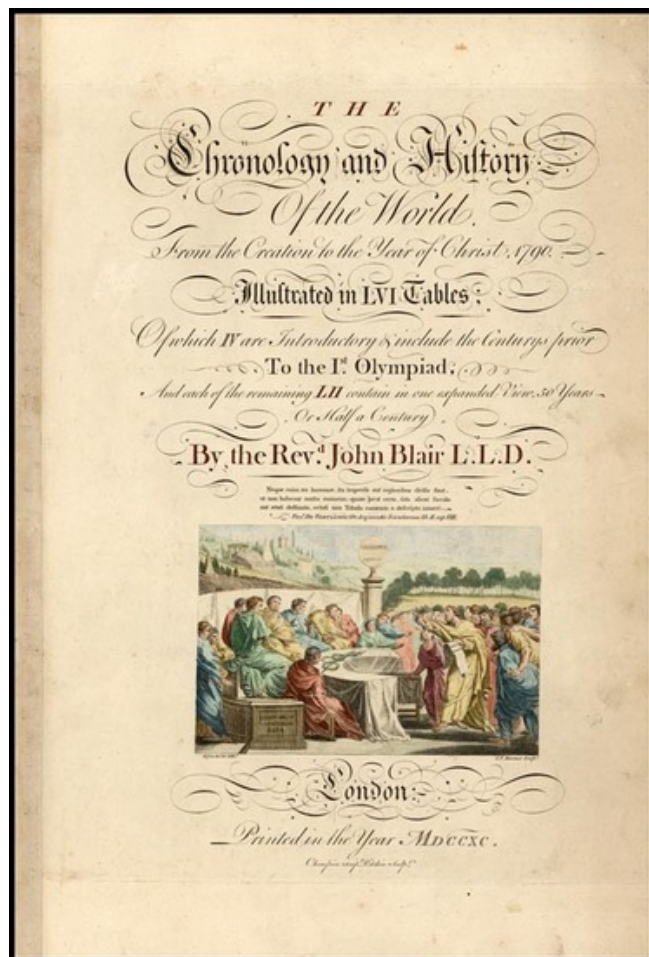 THE
Chronology and History
Of the World,
From the Creation to the Year of Christ, 1790.
Illustrated in LVI Tables;
Of which IV are Introductory & include the Centurys prior
To the Ist. Olympiad;
And each of the remaining LII contain in one expanded View, 50 Years
Or Half a Century
By the Revd. John Blair L.L.D.
London:
Printed in the Year MDCCXC.